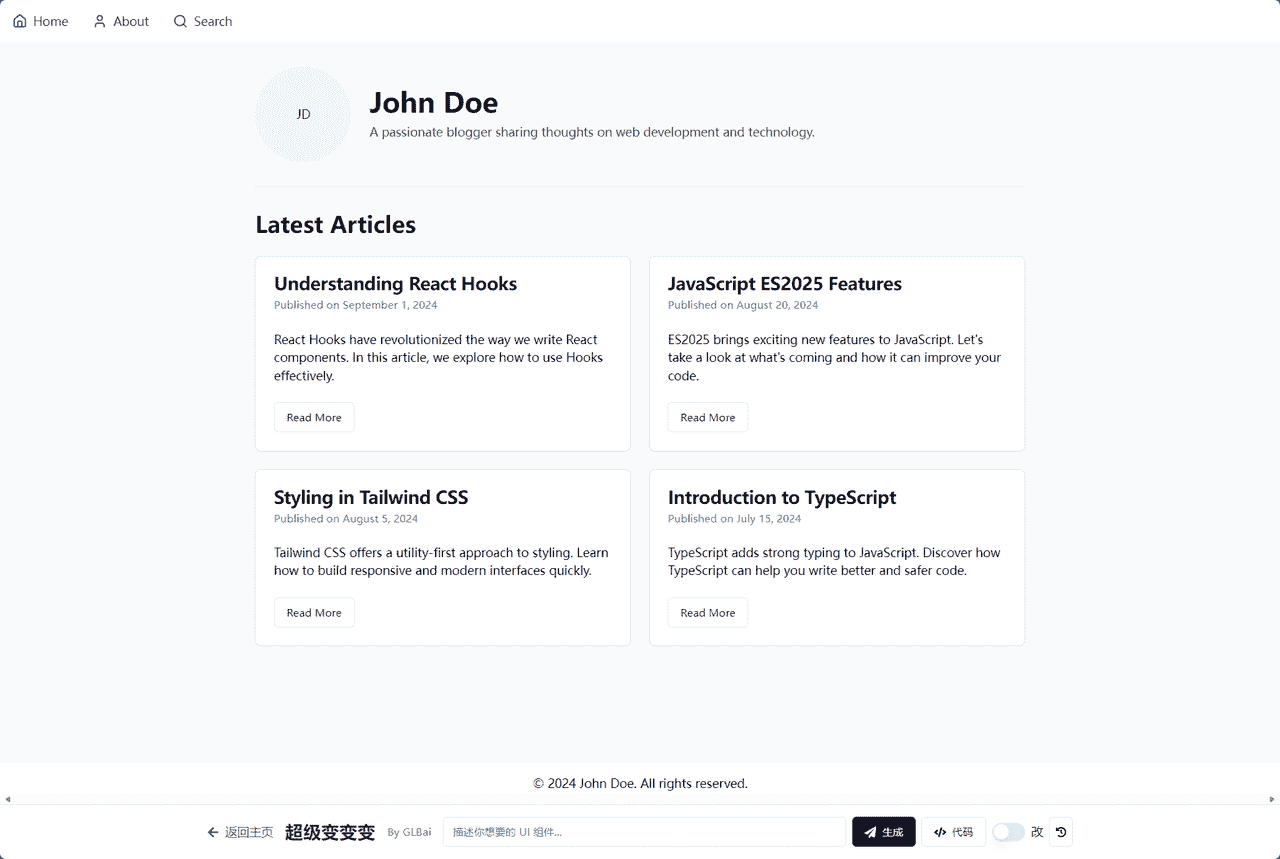 Home About Search
JD
John Doe
A passionate blogger sharing thoughts on web development and technology.
Latest Articles
Understanding React Hooks
Published on September 1, 2024
React Hooks have revolutionized the way we write React
components. In this article, we explore how to use Hooks
effectively.
Read More
JavaScript ES2025 Features
Published on August 20, 2024
ES2025 brings exciting new features to JavaScript. Let's
take a look at what's coming and how it can improve your
code.
Read More
Styling in Tailwind CSS
Published on August 5, 2024
Tailwind CSS offers a utility-first approach to styling. Learn
how to build responsive and modern interfaces quickly.
Read More
Introduction to TypeScript
Published on July 15, 2024
TypeScript adds strong typing to JavaScript. Discover how
TypeScript can help you write better and safer code.
Read More
© 2024 John Doe. All rights reserved.
返回主页 超级变变变 By GLBai 描述你想要的 UI 组件... 生成 代码 改